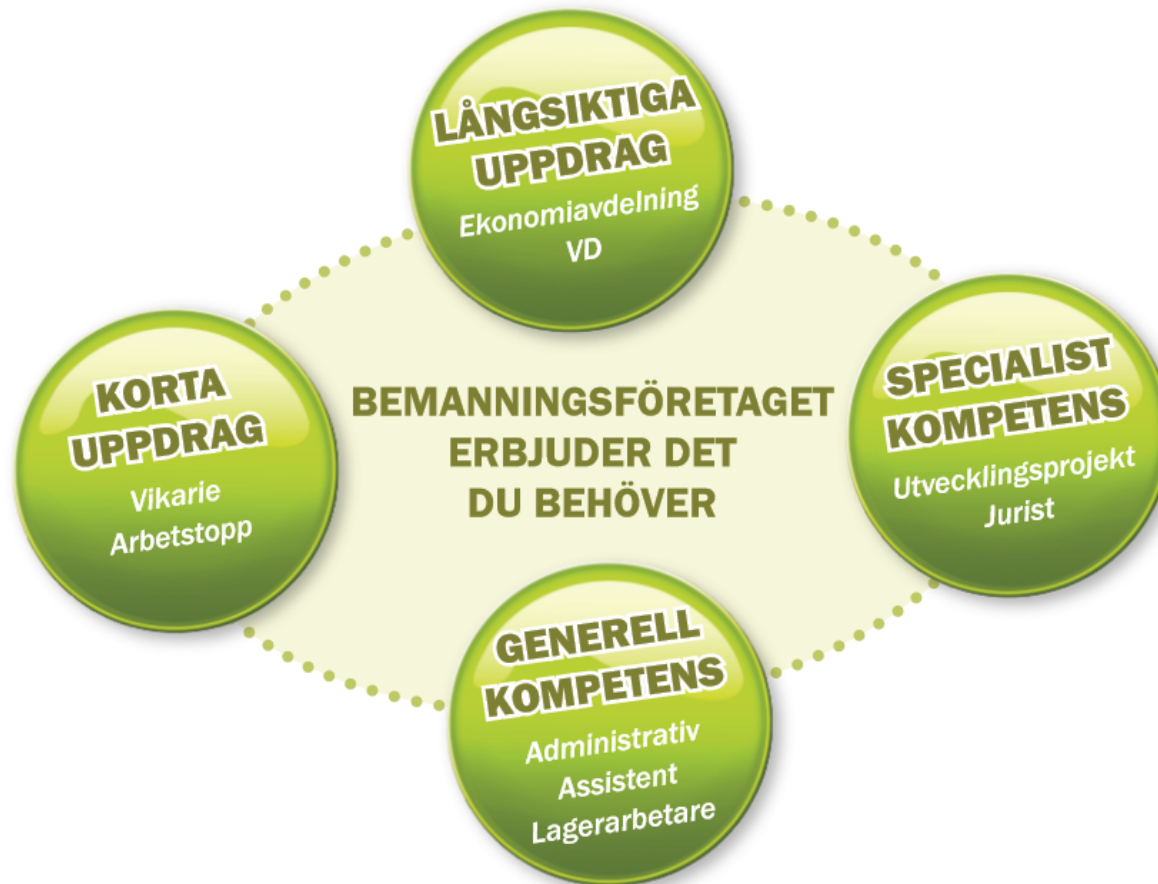 LÅNGSIKTIGA
UPPDRAG
Ekonomiavdelning
VD
KORTA
UPPDRAG
Vikarie
Arbetstopp
BEMANNINGSFÖRETAGET
ERBJUDER DET
DU BEHÖVER
SPECIALIST
KOMPETENS
Utvecklingsprojekt
Jurist
GENERELL
KOMPETENS
Administrativ
Assistent
Lagerarbetare